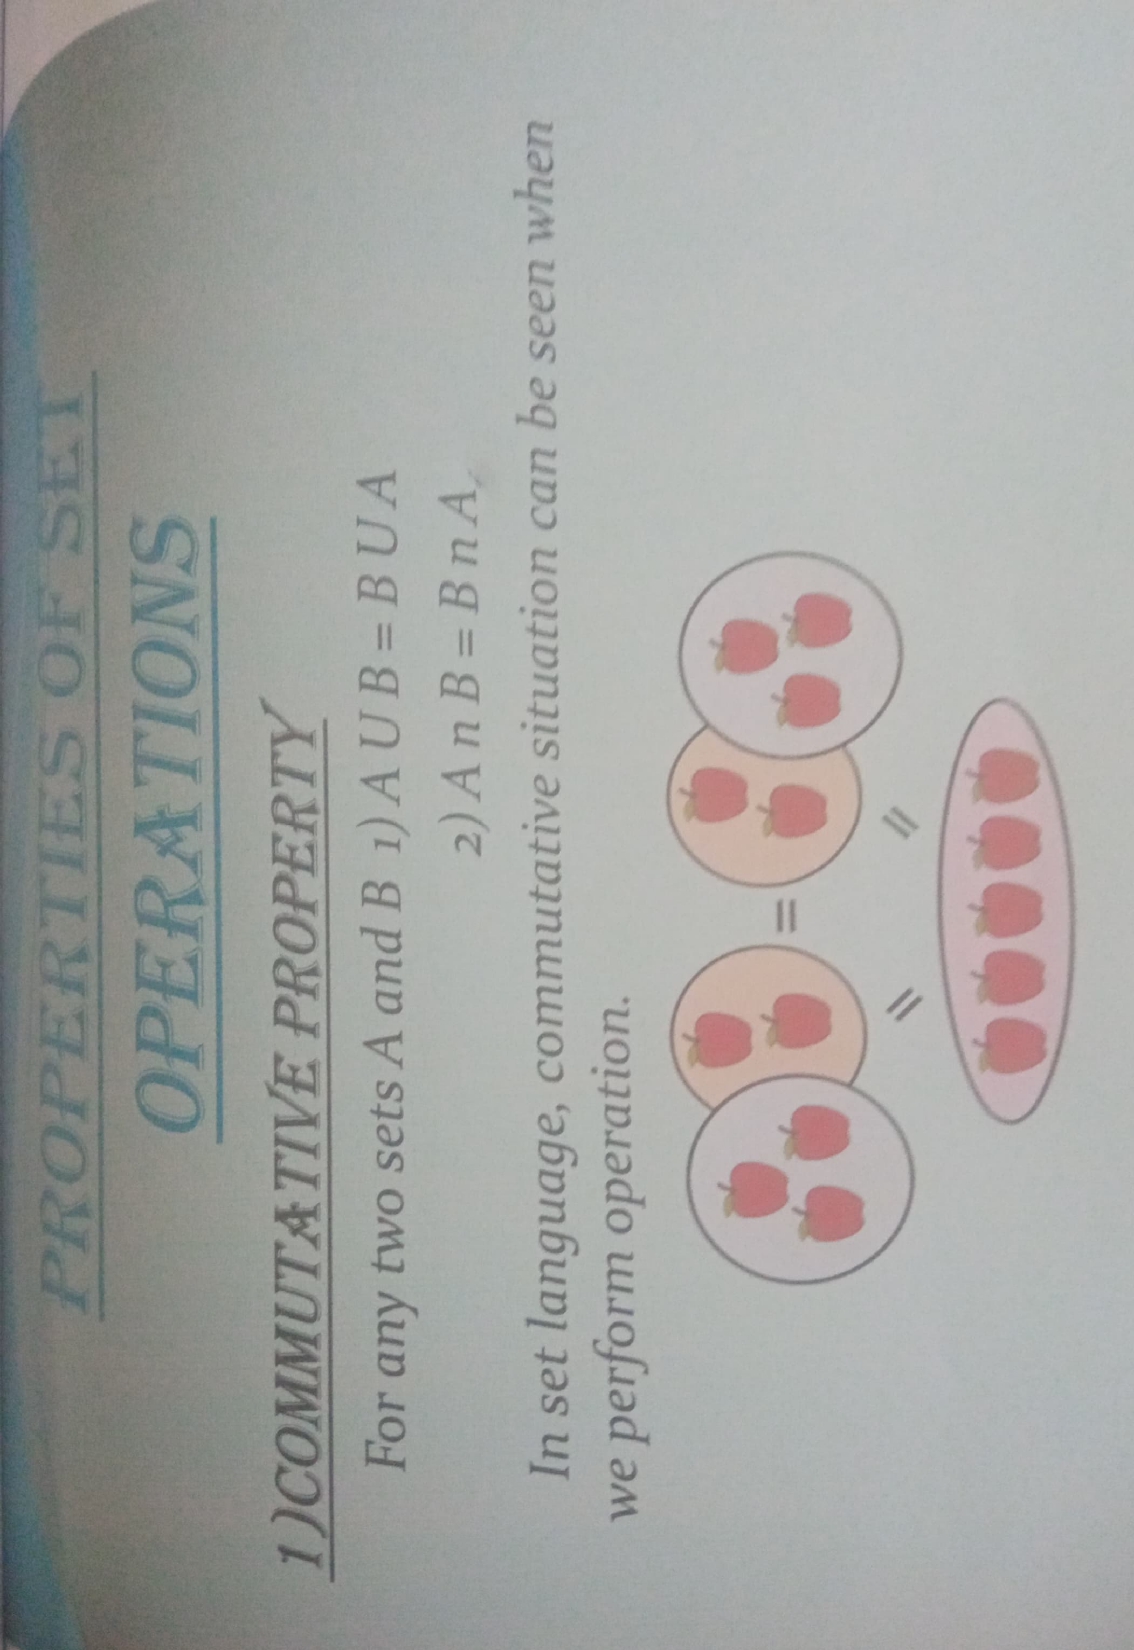 PROPERTIES OF SET
OPERATIONS
1)COMMUTATIVE PROPERTY
For any two sets A and B 1) A U B = B U A
2) A n B = B n A,
In set language, commutative situation can be seen when
we perform operation.
=
= =